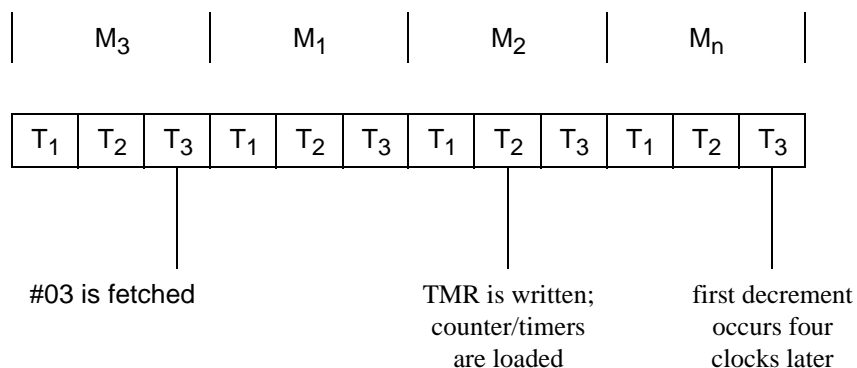 M3 M1 M2 Mn
T1 T2 T3 T1 T2 T3 T1 T2 T3 T1 T2 T3
#03 is fetched
TMR is written;
counter/timers
are loaded
first decrement
occurs four
clocks later